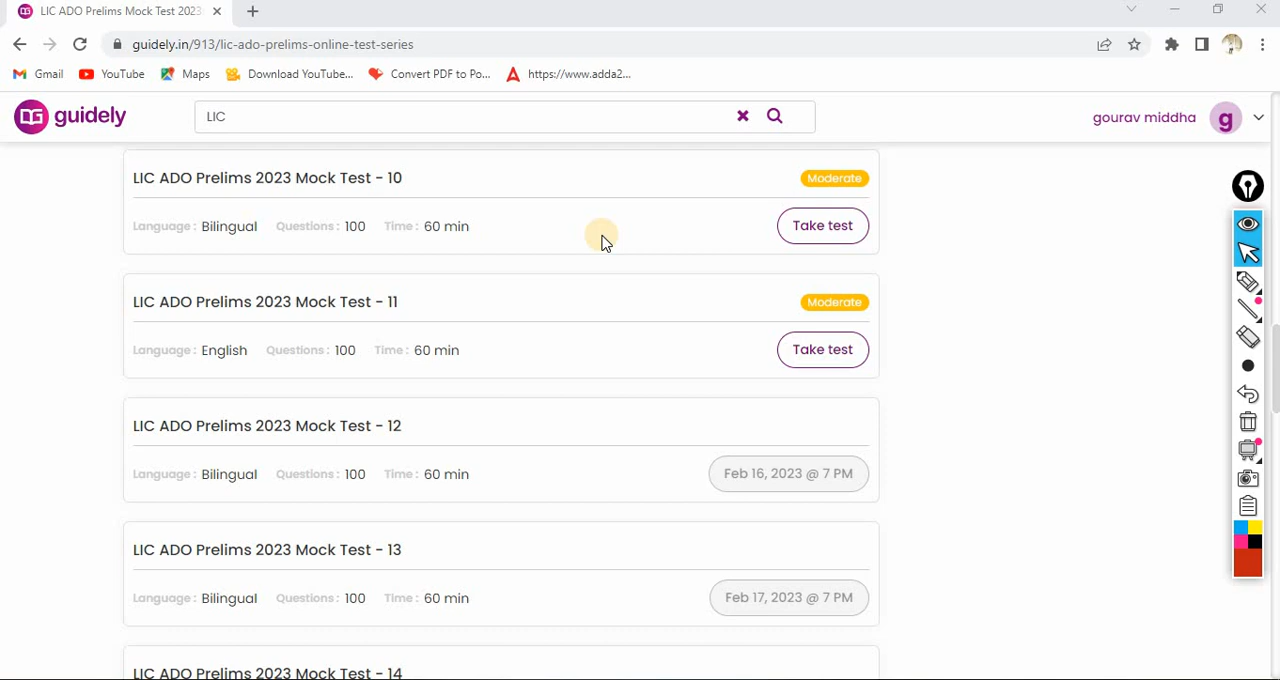 LIC ADO Prelims Mock Test 2023
guidely.in/913/lic-ado-prelims-online-test-series
Gmail YouTube Maps Download YouTube... Convert PDF to Po... https://www.adda2...
guidely LIC gourav middha g
LIC ADO Prelims 2023 Mock Test - 10 Moderate
Language : Bilingual Questions : 100 Time : 60 min Take test
LIC ADO Prelims 2023 Mock Test - 11 Moderate
Language : English Questions : 100 Time : 60 min Take test
LIC ADO Prelims 2023 Mock Test - 12
Language : Bilingual Questions : 100 Time : 60 min Feb 16, 2023 @ 7 PM
LIC ADO Prelims 2023 Mock Test - 13
Language : Bilingual Questions : 100 Time : 60 min Feb 17, 2023 @ 7 PM
LIC ADO Prelims 2023 Mock Test - 14